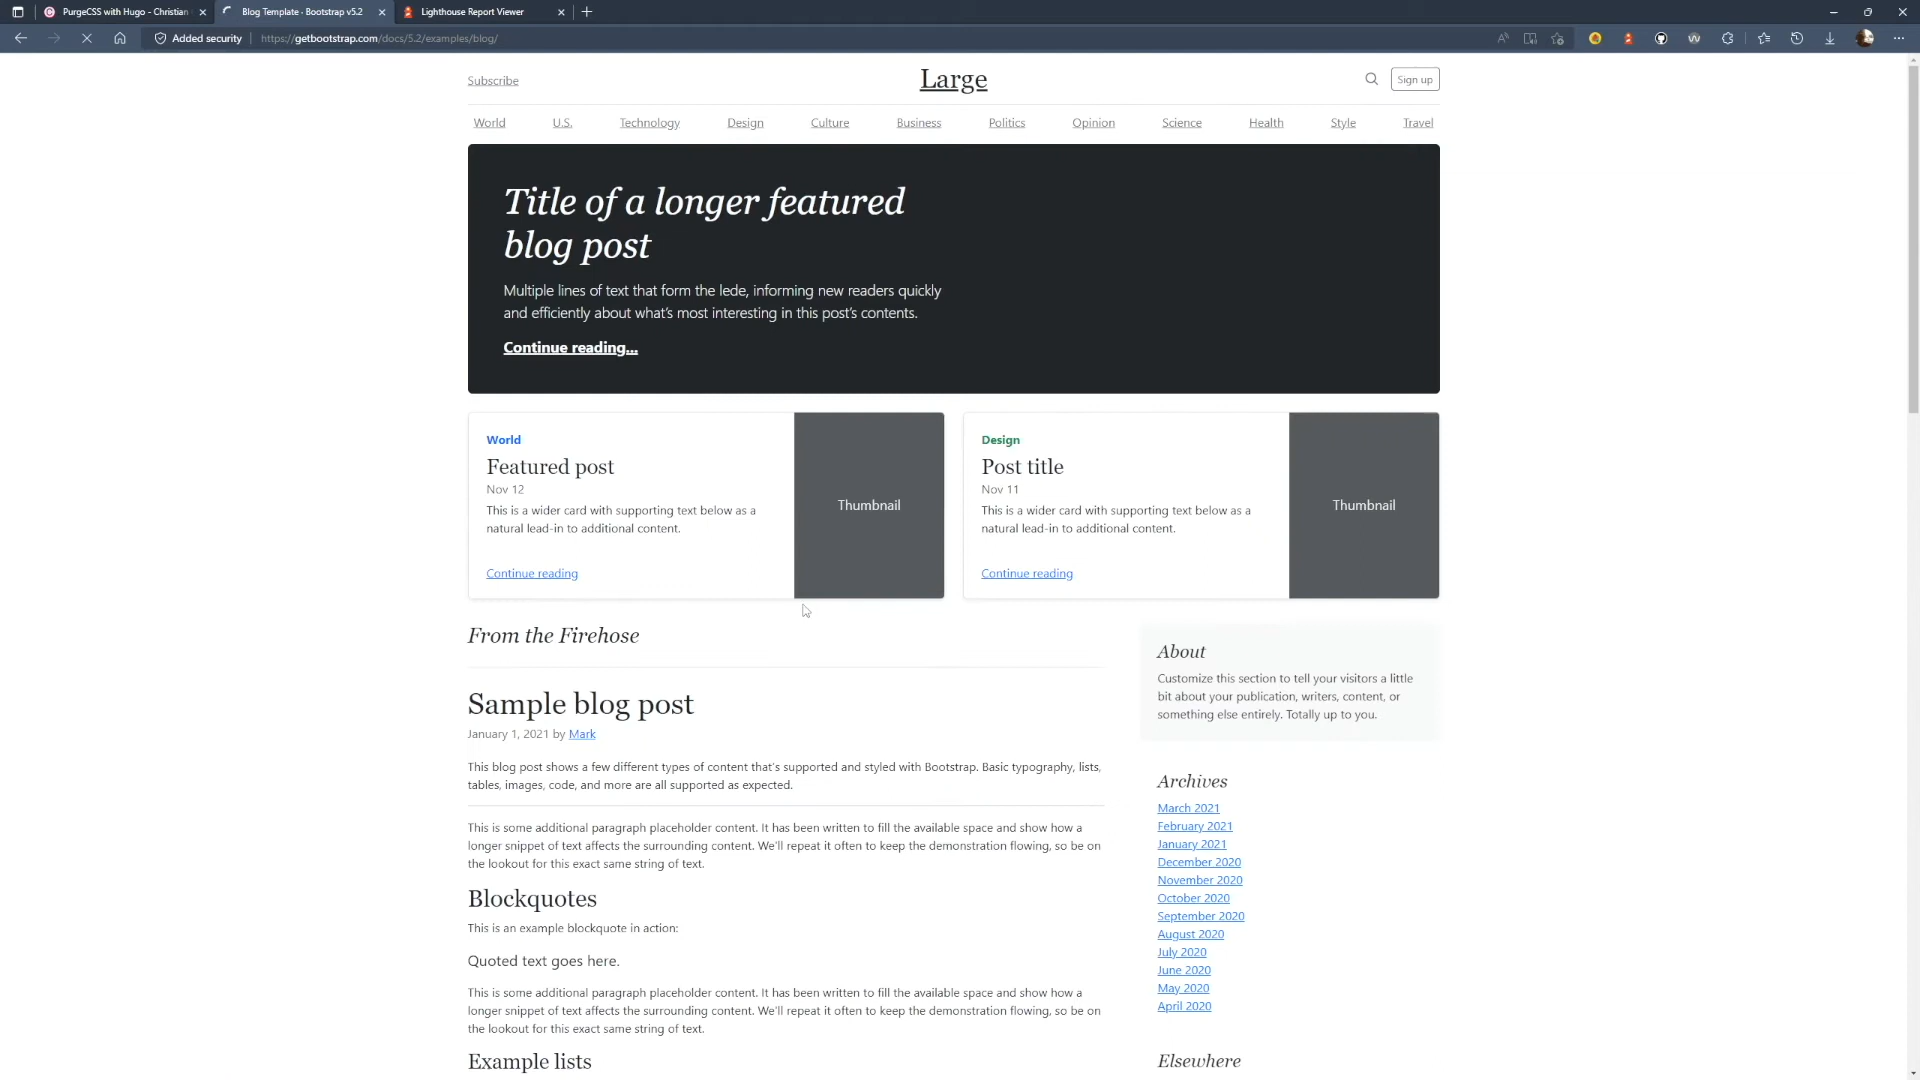 PurgeCSS with Hugo - Christian
Blog Template · Bootstrap v5.2
Lighthouse Report Viewer
Added security
https://getbootstrap.com/docs/5.2/examples/blog/
Subscribe
Large
Sign up
World
U.S.
Technology
Design
Culture
Business
Politics
Opinion
Science
Health
Style
Travel
Title of a longer featured
blog post
Multiple lines of text that form the lede, informing new readers quickly
and efficiently about what's most interesting in this post's contents.
Continue reading...
World
Featured post
Nov 12
This is a wider card with supporting text below as a
natural lead-in to additional content.
Continue reading
Thumbnail
Design
Post title
Nov 11
This is a wider card with supporting text below as a
natural lead-in to additional content.
Continue reading
Thumbnail
From the Firehose
Sample blog post
January 1, 2021 by Mark
This blog post shows a few different types of content that's supported and styled with Bootstrap. Basic typography, lists,
tables, images, code, and more are all supported as expected.
This is some additional paragraph placeholder content. It has been written to fill the available space and show how a
longer snippet of text affects the surrounding content. We'll repeat it often to keep the demonstration flowing, so be on
the lookout for this exact same string of text.
Blockquotes
This is an example blockquote in action:
Quoted text goes here.
This is some additional paragraph placeholder content. It has been written to fill the available space and show how a
longer snippet of text affects the surrounding content. We'll repeat it often to keep the demonstration flowing, so be on
the lookout for this exact same string of text.
Example lists
About
Customize this section to tell your visitors a little
bit about your publication, writers, content, or
something else entirely. Totally up to you.
Archives
March 2021
February 2021
January 2021
December 2020
November 2020
October 2020
September 2020
August 2020
July 2020
June 2020
May 2020
April 2020
Elsewhere